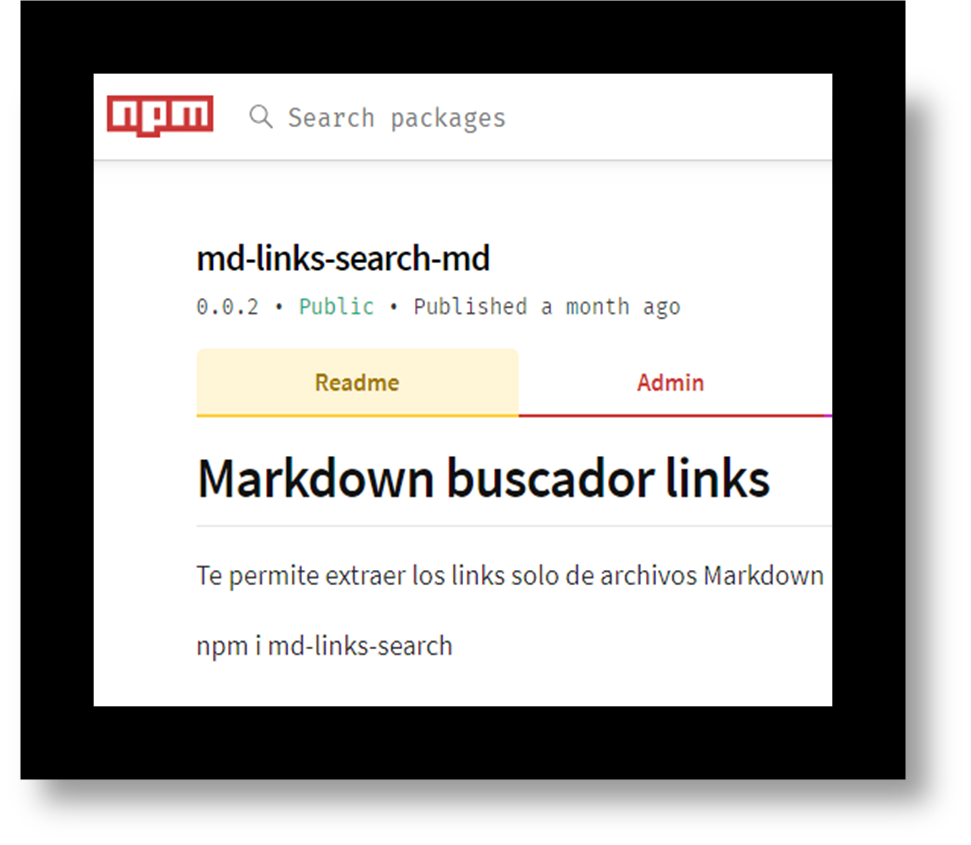 npm
Search packages
md-links-search-md
0.0.2 • Public • Published a month ago
Readme
Admin
Markdown buscador links
Te permite extraer los links solo de archivos Markdown
npm i md-links-search